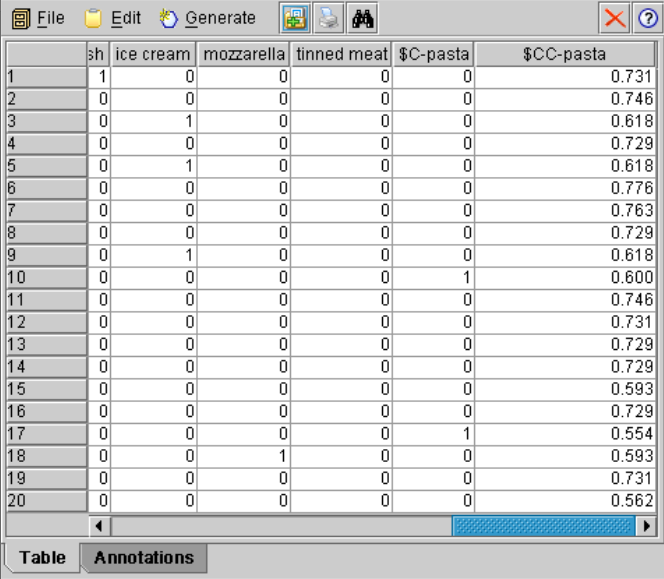 File Edit Generate
sh ice cream mozzarella tinned meat $C-pasta $CC-pasta
1 1 0 0 0 0 0.731
2 0 0 0 0 0 0.746
3 0 1 0 0 0 0.618
4 0 0 0 0 0 0.729
5 0 1 0 0 0 0.618
6 0 0 0 0 0 0.776
7 0 0 0 0 0 0.763
8 0 0 0 0 0 0.729
9 0 1 0 0 0 0.618
10 0 0 0 0 1 0.600
11 0 0 0 0 0 0.746
12 0 0 0 0 0 0.731
13 0 0 0 0 0 0.729
14 0 0 0 0 0 0.729
15 0 0 0 0 0 0.593
16 0 0 0 0 0 0.729
17 0 0 0 0 1 0.554
18 0 0 1 0 0 0.593
19 0 0 0 0 0 0.731
20 0 0 0 0 0 0.562
Table Annotations